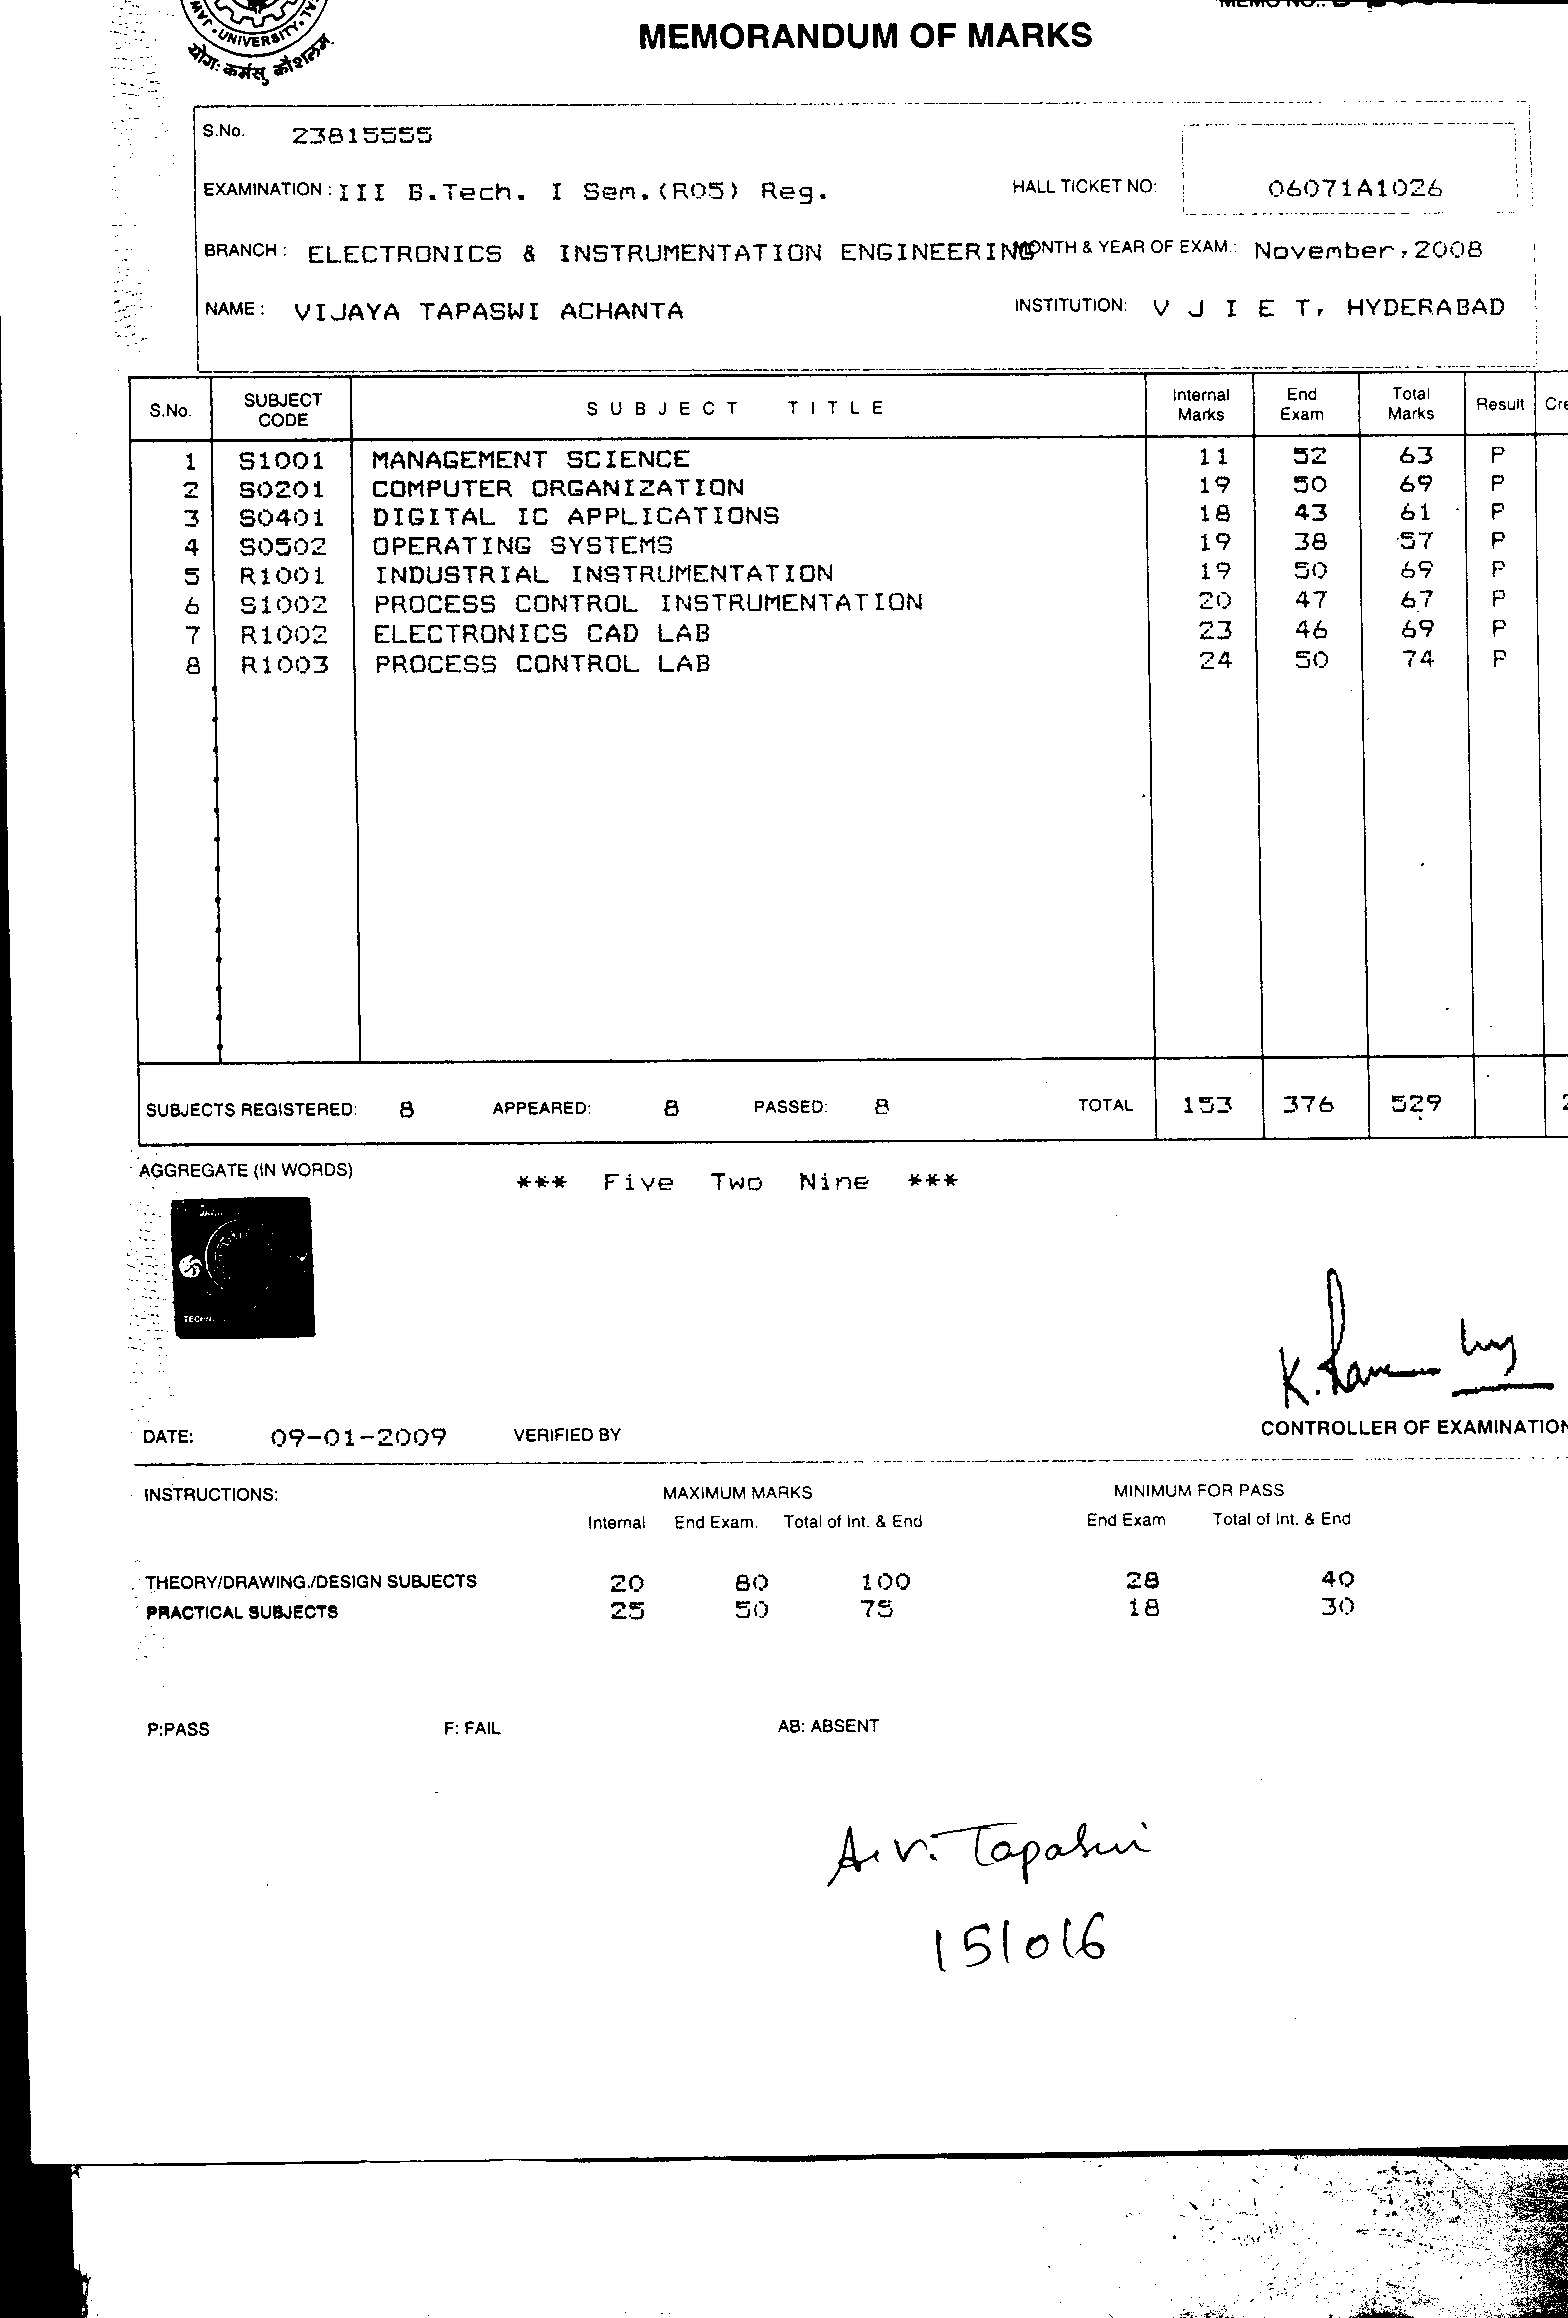 UNIVERSITY
योग: कर्मसु कौशलम्
MEMO NO.:
MEMORANDUM OF MARKS
S.No. 23815555
EXAMINATION : III B.Tech. I Sem.(R05) Reg. HALL TICKET NO: 06071A1026
BRANCH : ELECTRONICS & INSTRUMENTATION ENGINEERING MONTH & YEAR OF EXAM.: November,2008
NAME : VIJAYA TAPASWI ACHANTA INSTITUTION: V J I E T, HYDERABAD
S.No. SUBJECT CODE SUBJECT TITLE Internal Marks End Exam Total Marks Result Cre
1 S1001 MANAGEMENT SCIENCE 11 52 63 P
2 S0201 COMPUTER ORGANIZATION 19 50 69 P
3 S0401 DIGITAL IC APPLICATIONS 18 43 61 P
4 S0502 OPERATING SYSTEMS 19 38 57 P
5 R1001 INDUSTRIAL INSTRUMENTATION 19 50 69 P
6 S1002 PROCESS CONTROL INSTRUMENTATION 20 47 67 P
7 R1002 ELECTRONICS CAD LAB 23 46 69 P
8 R1003 PROCESS CONTROL LAB 24 50 74 P
SUBJECTS REGISTERED: 8 APPEARED: 8 PASSED: 8 TOTAL 153 376 529
AGGREGATE (IN WORDS) *** Five Two Nine ***
DATE: 09-01-2009 VERIFIED BY CONTROLLER OF EXAMINATION
INSTRUCTIONS: MAXIMUM MARKS MINIMUM FOR PASS
Internal End Exam. Total of Int. & End End Exam Total of Int. & End
THEORY/DRAWING./DESIGN SUBJECTS 20 80 100 28 40
PRACTICAL SUBJECTS 25 50 75 18 30
P:PASS F: FAIL AB: ABSENT
A.V. Tapaswi
151016